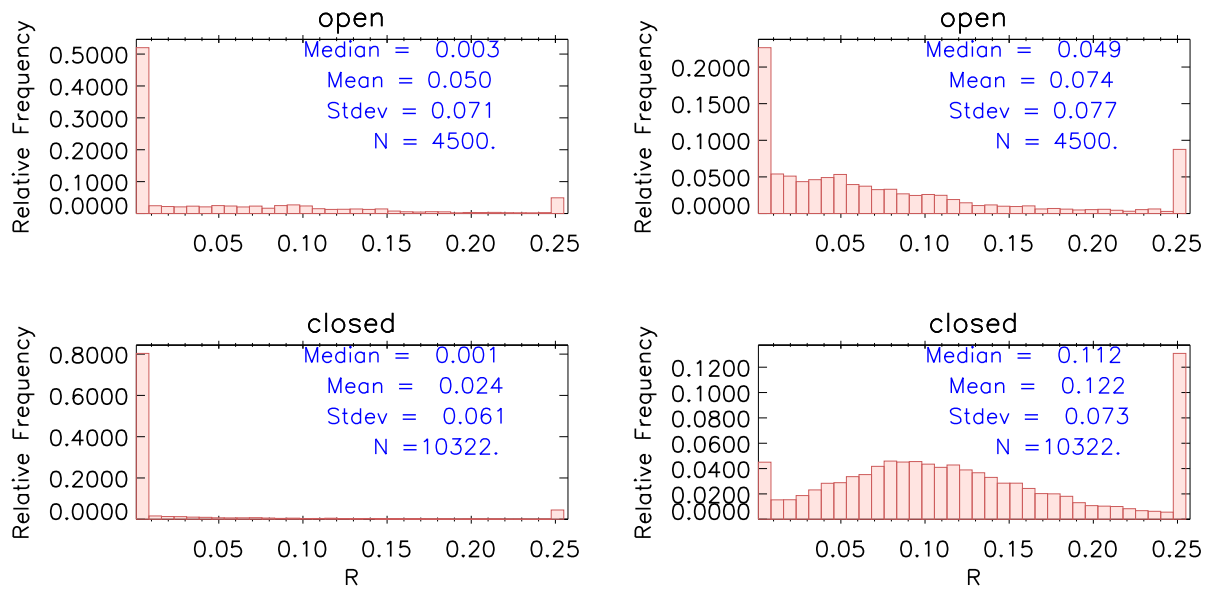 open
Relative Frequency
0.5000
0.4000
0.3000
0.2000
0.1000
0.0000
Median = 0.003
Mean = 0.050
Stdev = 0.071
N = 4500.
0.05 0.10 0.15 0.20 0.25
open
Relative Frequency
0.2000
0.1500
0.1000
0.0500
0.0000
Median = 0.049
Mean = 0.074
Stdev = 0.077
N = 4500.
0.05 0.10 0.15 0.20 0.25
closed
Relative Frequency
0.8000
0.6000
0.4000
0.2000
0.0000
Median = 0.001
Mean = 0.024
Stdev = 0.061
N =10322.
0.05 0.10 0.15 0.20 0.25
R
closed
Relative Frequency
0.1200
0.1000
0.0800
0.0600
0.0400
0.0200
0.0000
Median = 0.112
Mean = 0.122
Stdev = 0.073
N =10322.
0.05 0.10 0.15 0.20 0.25
R